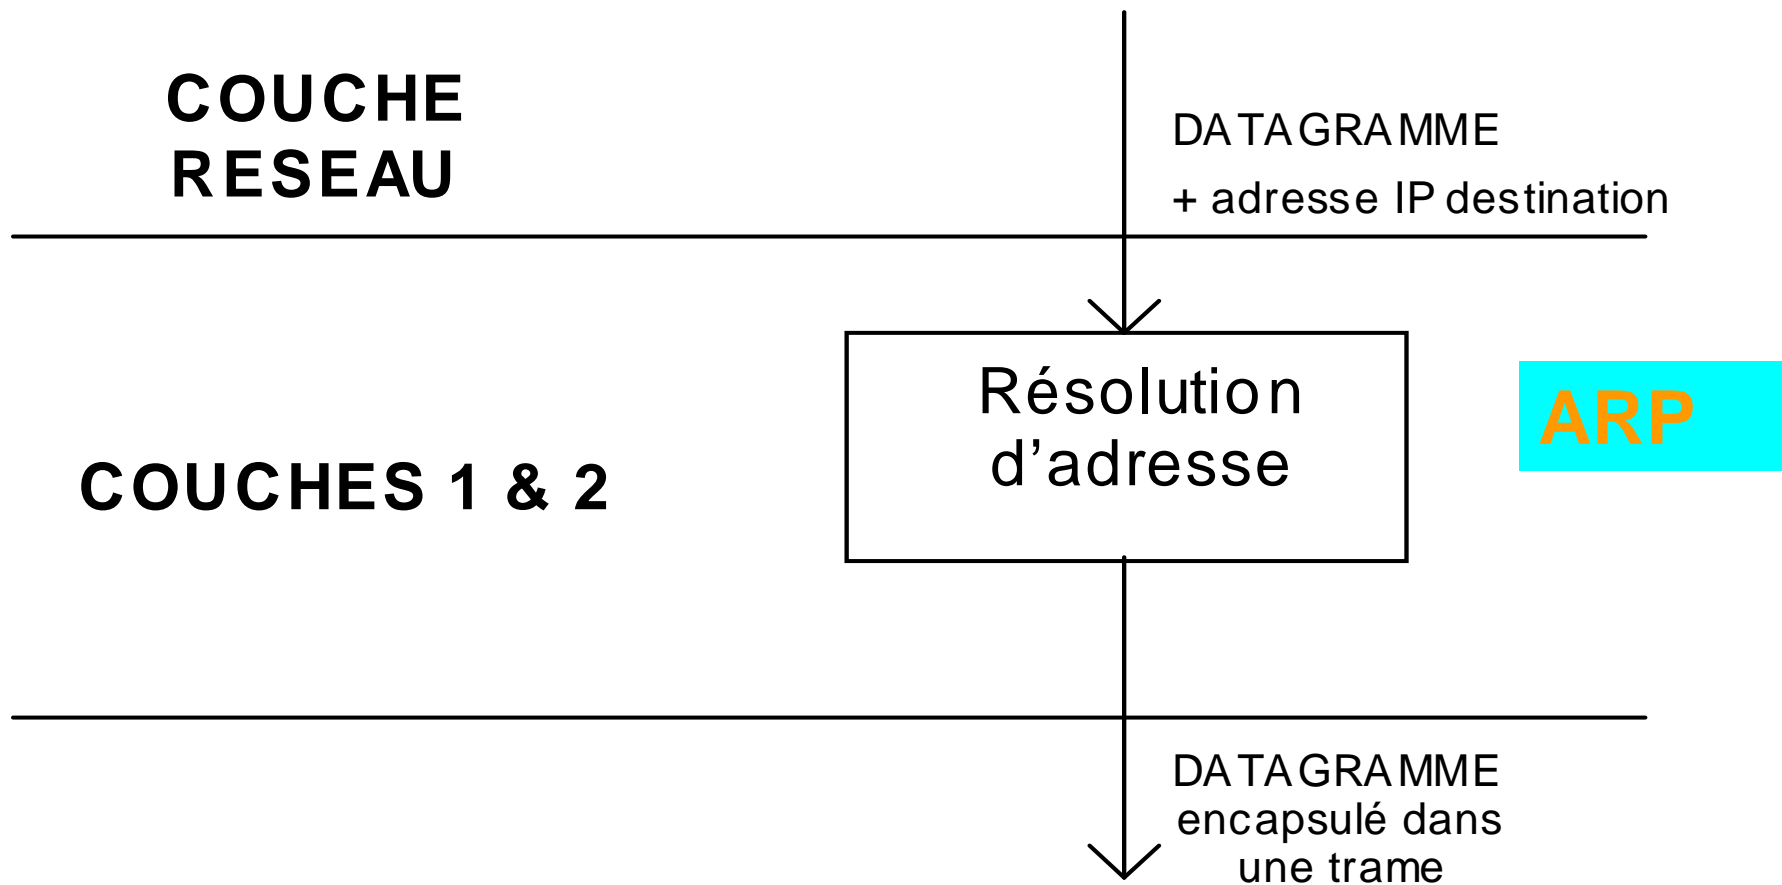 COUCHE
RESEAU
DATAGRAMME
+ adresse IP destination
Résolution
d’adresse
ARP
COUCHES 1 & 2
DATAGRAMME
encapsulé dans
une trame